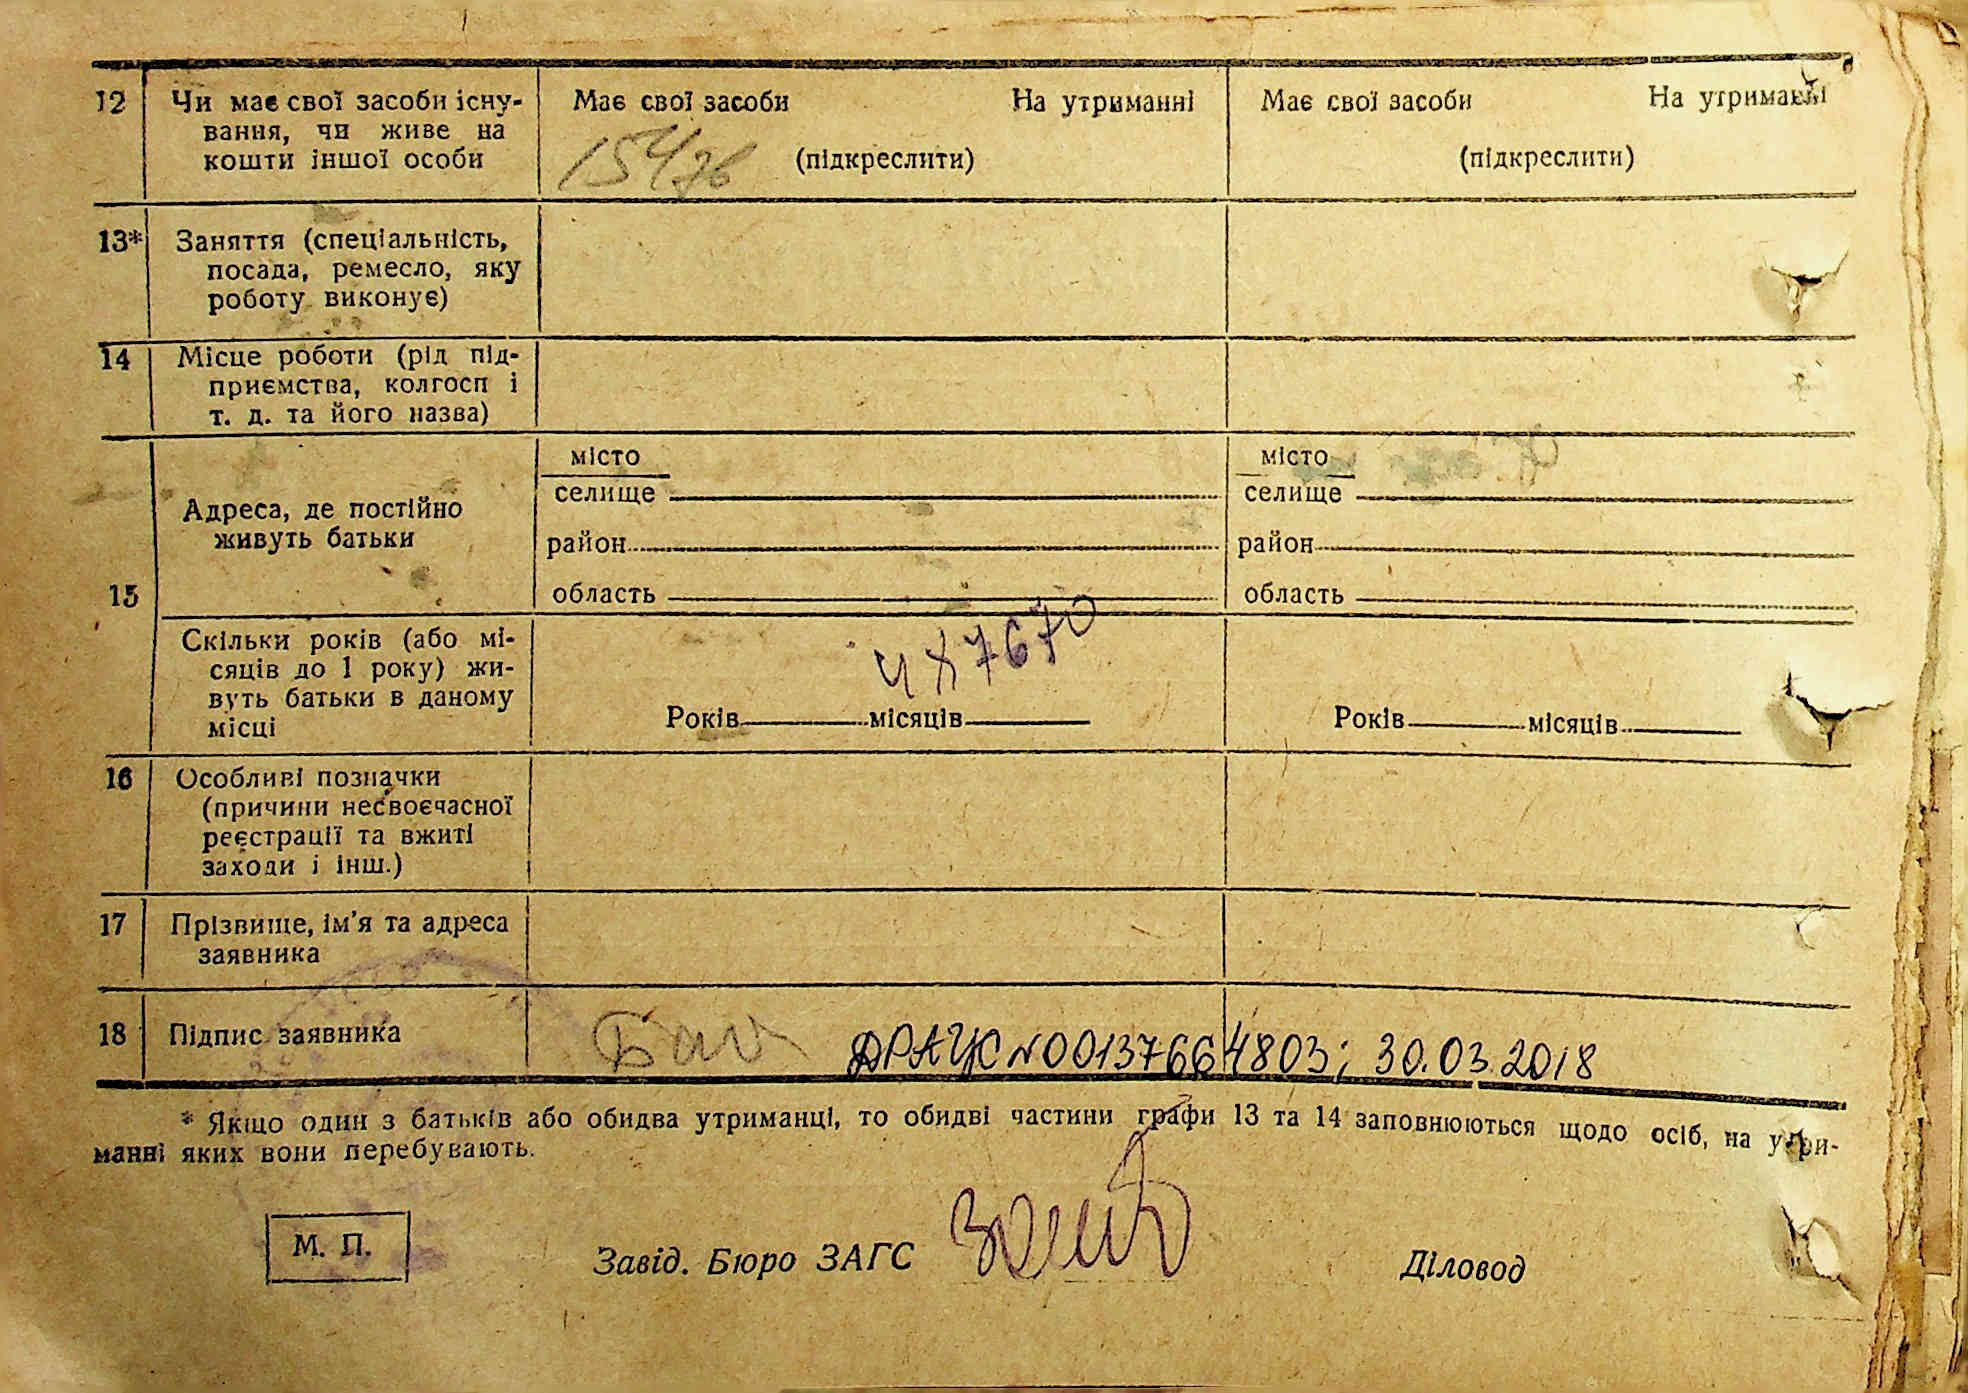 12 Чи має свої засоби існу-
вання, чи живе на
кошти іншої особи
Має свої засоби На утриманні
(підкреслити)
Має свої засоби На утриманні
(підкреслити)
13* Заняття (спеціальність,
посада, ремесло, яку
роботу виконує)
14 Місце роботи (рід під-
приємства, колгосп і
т. д. та його назва)
15
Адреса, де постійно
живуть батьки
місто
селище
район
область
місто
селище
район
область
Скільки років (або мі-
сяців до 1 року) жи-
вуть батьки в даному
місці
7670
Років місяців
Років місяців
16 Особливі позначки
(причини несвоєчасної
реєстрації та вжиті
заходи і інш.)
17 Прізвище, ім'я та адреса
заявника
18 Підпис заявника
ДРАЦС №00137664803; 30.03.2018
* Якщо один з батьків або обидва утриманці, то обидві частини графи 13 та 14 заповнюються щодо осіб, на утри-
манні яких вони перебувають.
М. П.
Завід. Бюро ЗАГС
Діловод